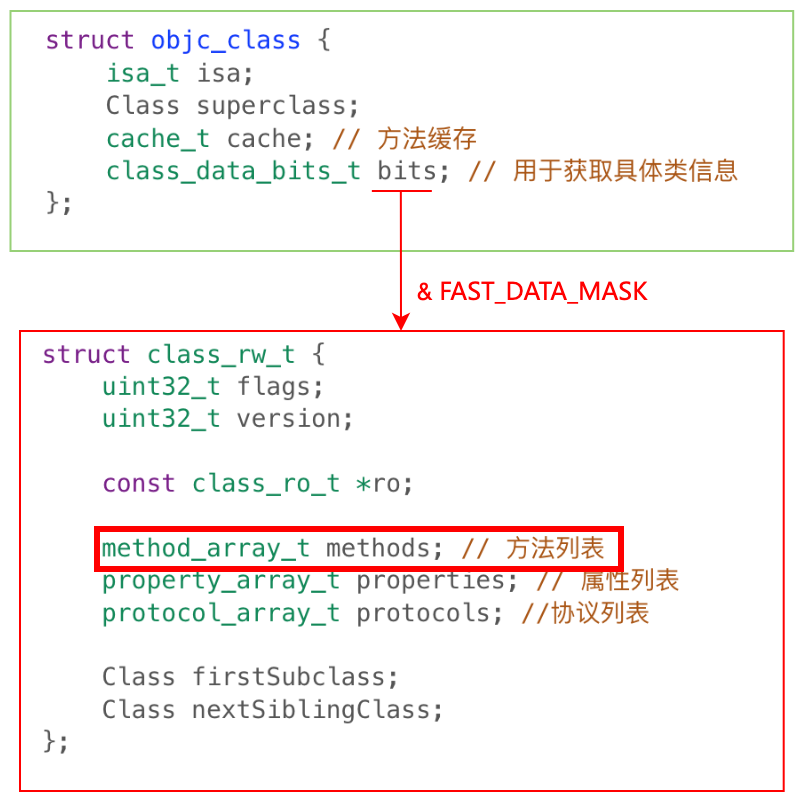 struct objc_class {
isa_t isa;
Class superclass;
cache_t cache; // 方法缓存
class_data_bits_t bits; // 用于获取具体类信息
};
& FAST_DATA_MASK
struct class_rw_t {
uint32_t flags;
uint32_t version;
const class_ro_t *ro;
method_array_t methods; // 方法列表
property_array_t properties; // 属性列表
protocol_array_t protocols; //协议列表
Class firstSubclass;
Class nextSiblingClass;
};